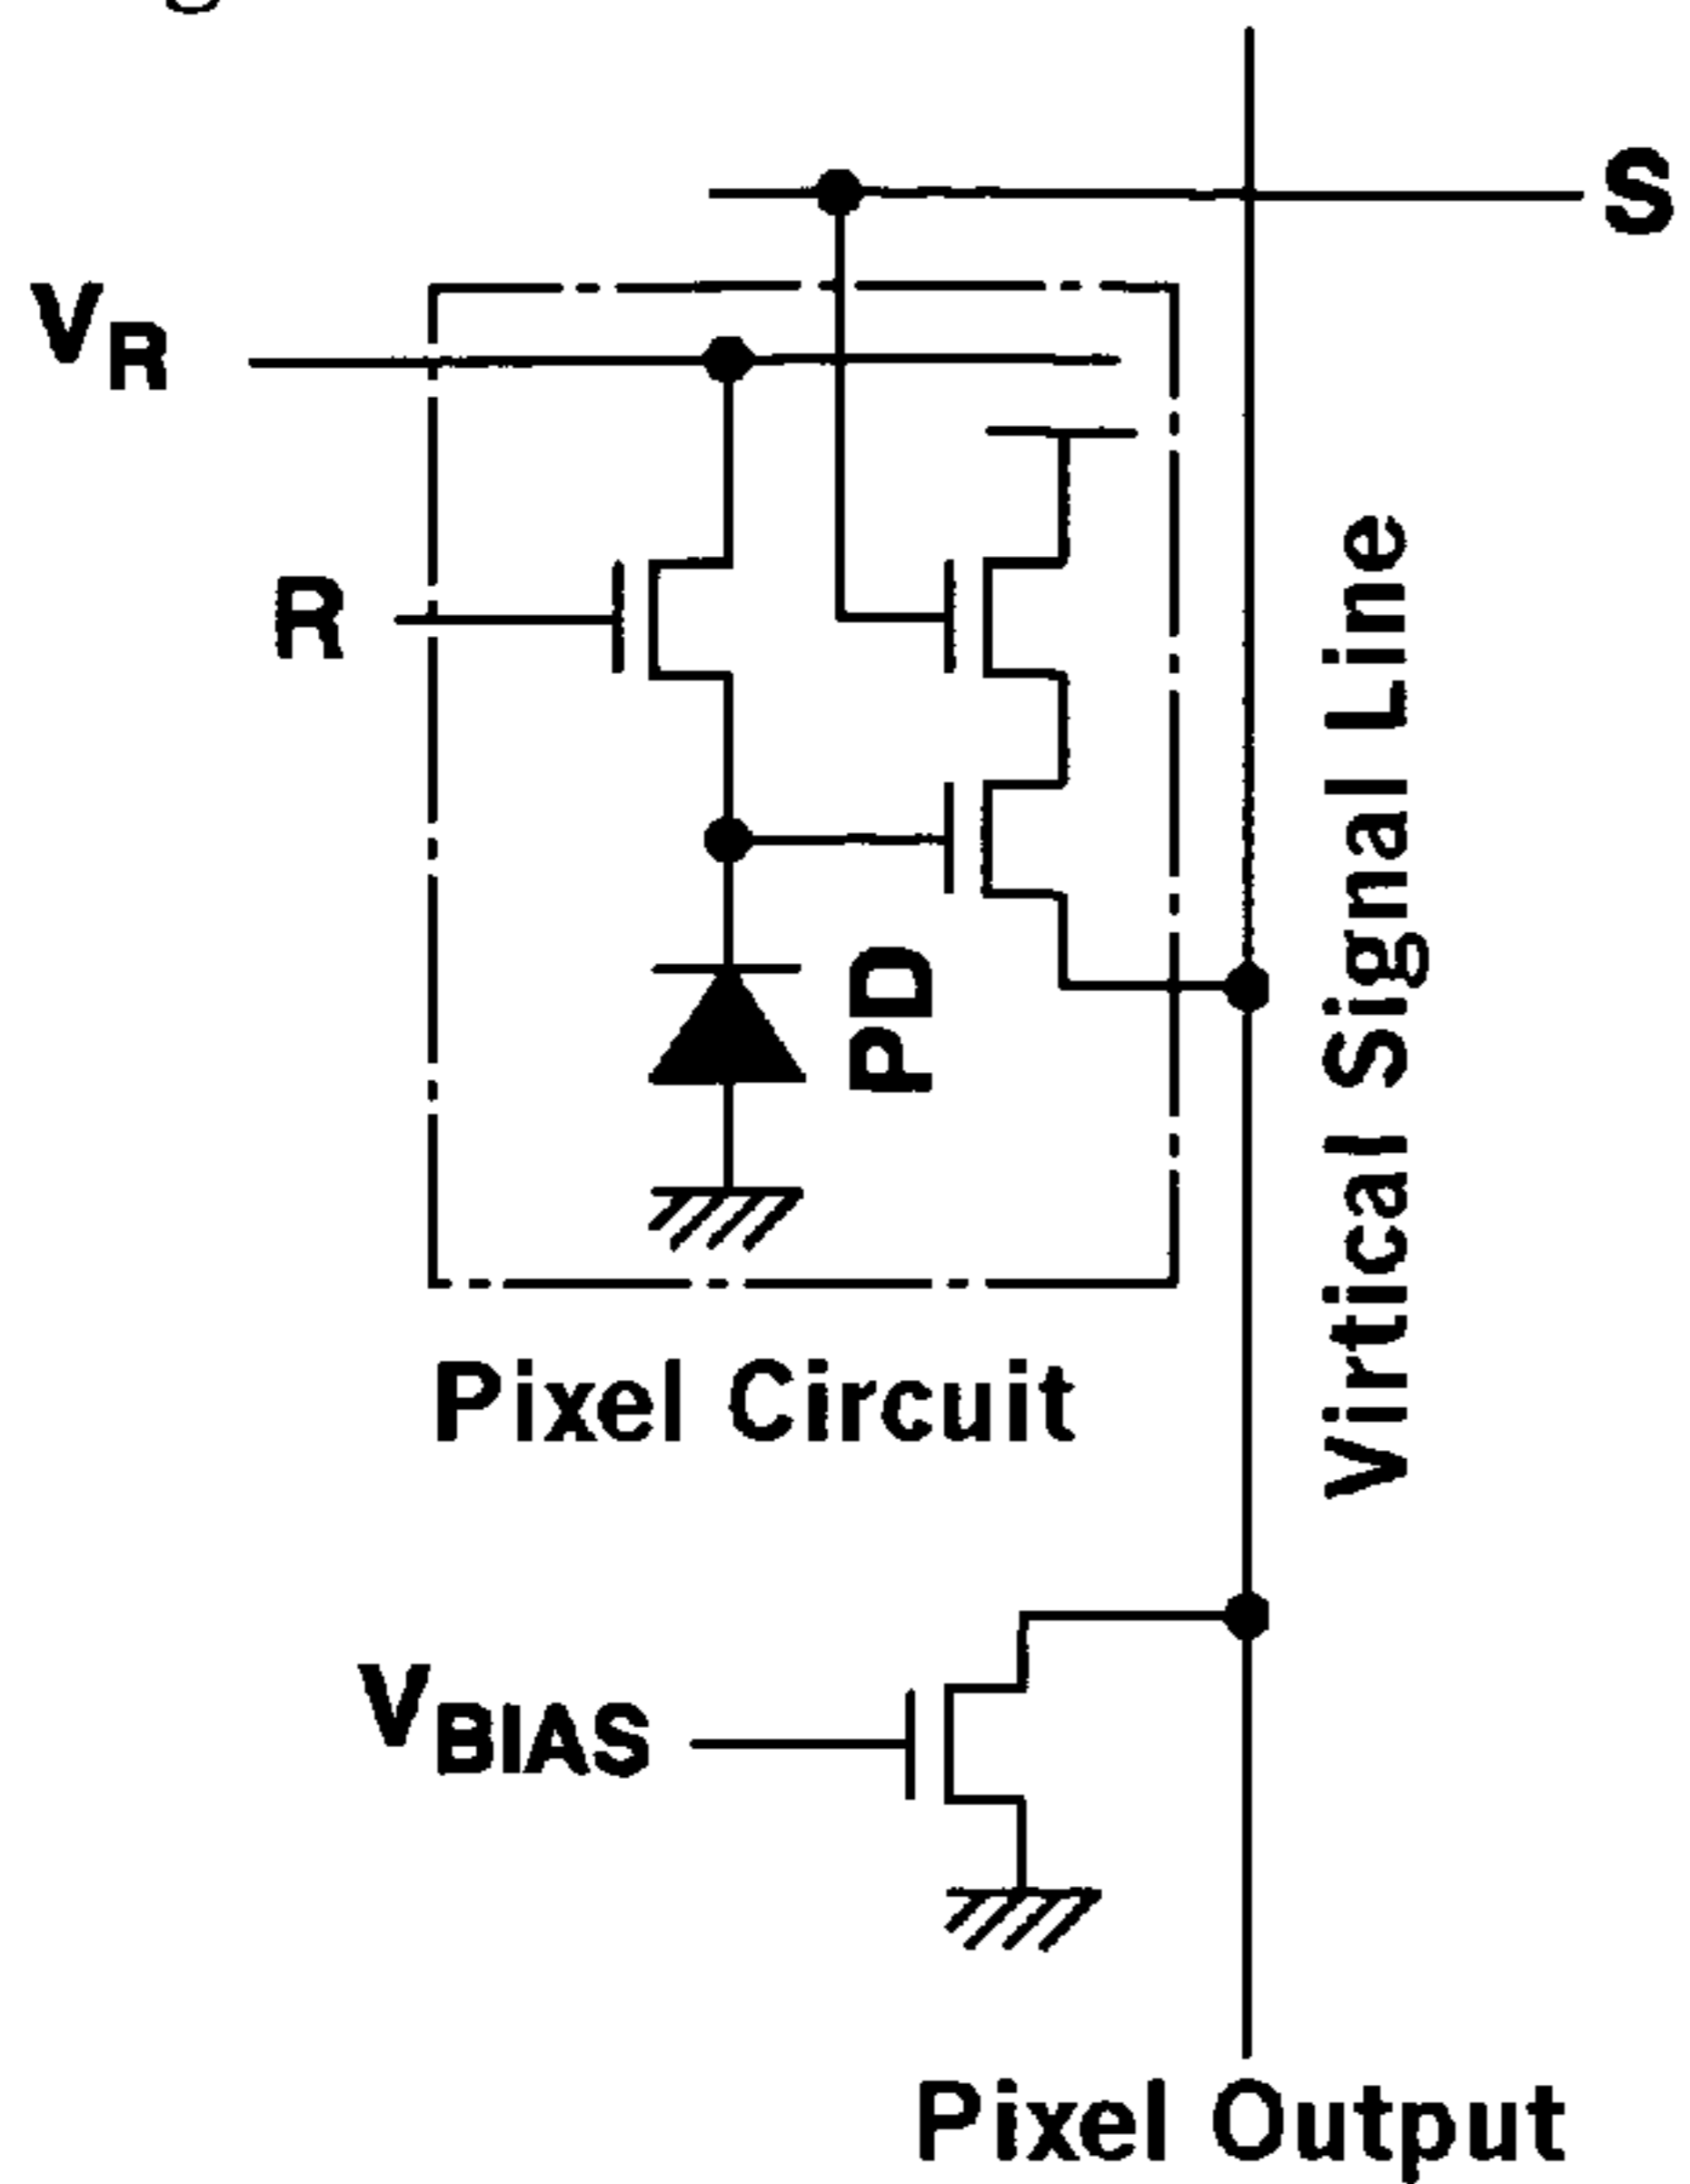 S
VR
R
Virtical Signal Line
PD
Pixel Circuit
VBIAS
Pixel Output